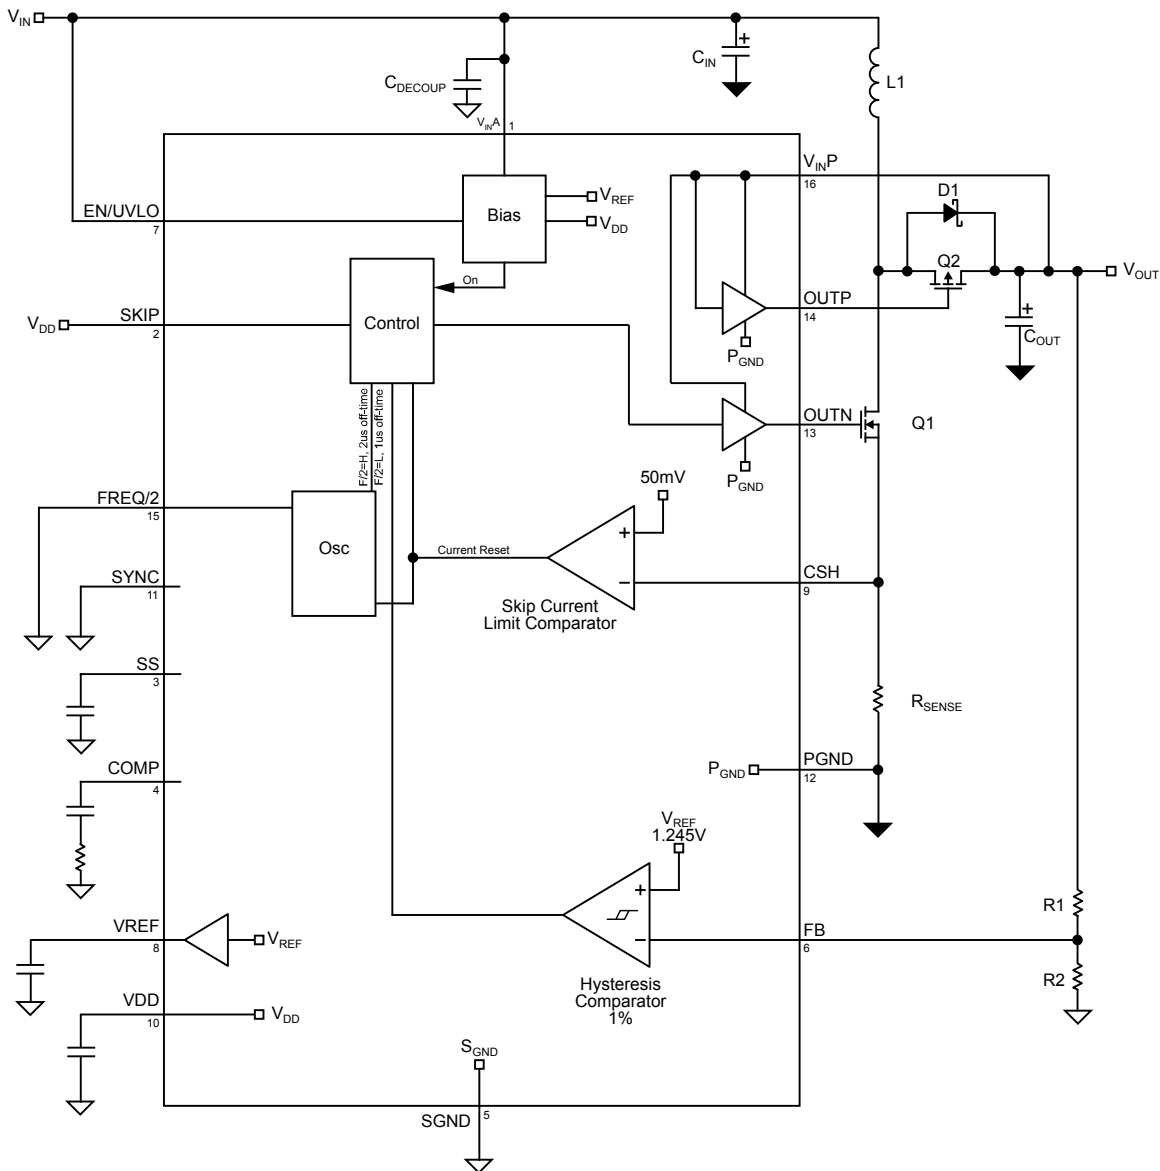 VIN
CIN
L1
CDECOUP
VINA
1
VINP
16
D1
VREF
Bias
EN/UVLO
7
VDD
Q2
VOUT
On
OUTP
14
SKIP
VDD
2
Control
COUT
PGND
OUTN
13
Q1
F/2=H, 2us off-time
F/2=L, 1us off-time
PGND
50mV
FREQ/2
15
+
Osc
Current Reset
SYNC
11
−
CSH
9
Skip Current
Limit Comparator
SS
3
RSENSE
COMP
4
PGND
PGND
12
VREF
1.245V
+
R1
VREF
8
VREF
−
FB
6
Hysteresis
Comparator
1%
R2
VDD
10
VDD
SGND
SGND
5